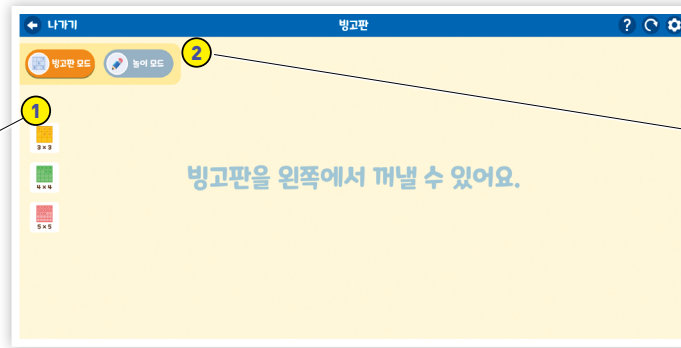 나가기 빙고판 ?
빙고판 모드 놀이 모드 2
1
3×3
4×4
5×5
빙고판을 왼쪽에서 꺼낼 수 있어요.